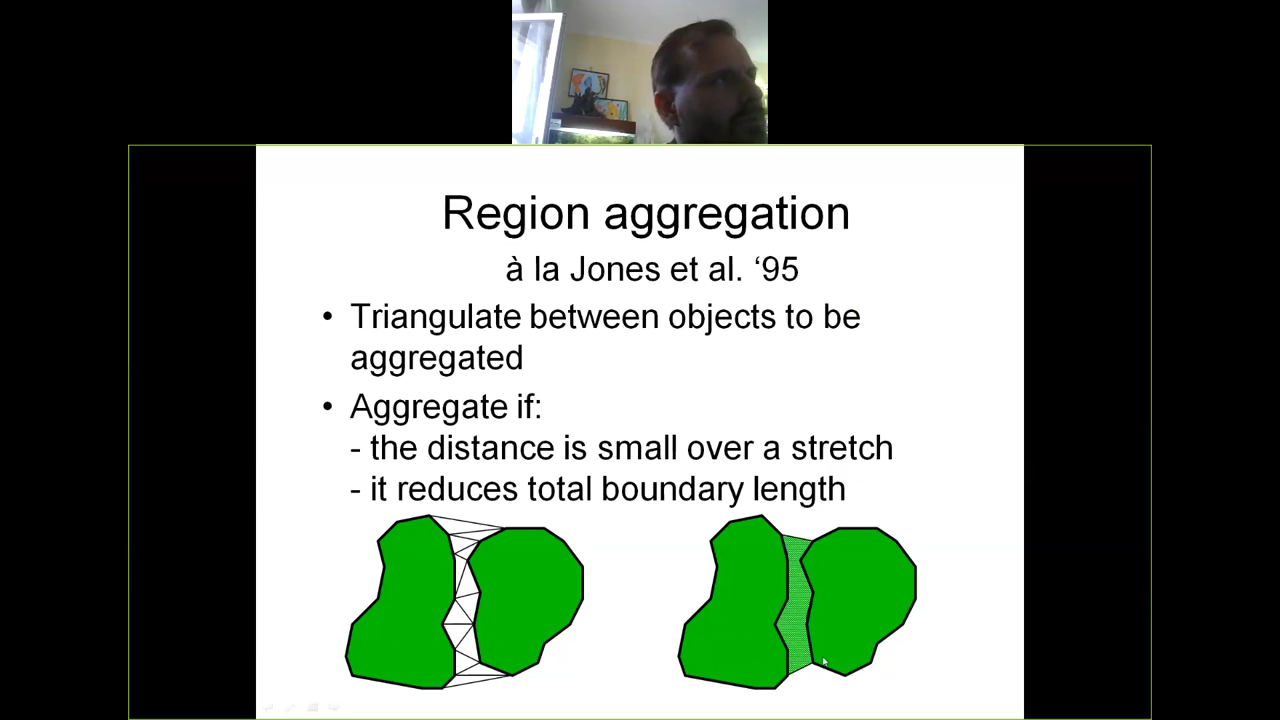 Region aggregation
à la Jones et al. ‘95
• Triangulate between objects to be
aggregated
• Aggregate if:
- the distance is small over a stretch
- it reduces total boundary length